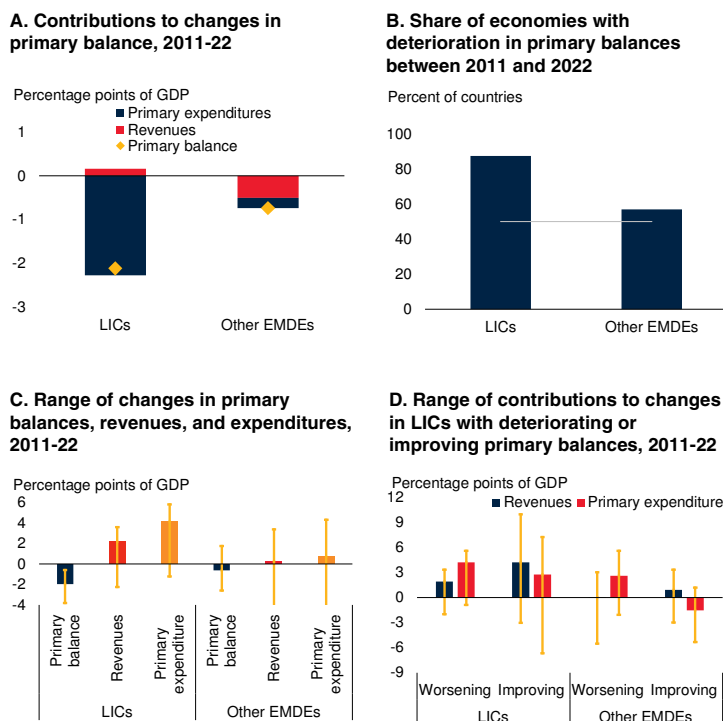 A. Contributions to changes in
primary balance, 2011-22
Percentage points of GDP
Primary expenditures
Revenues
Primary balance
1
0
-1
-2
-3
LICs
Other EMDEs
B. Share of economies with
deterioration in primary balances
between 2011 and 2022
Percent of countries
100
80
60
40
20
0
LICs
Other EMDEs
C. Range of changes in primary
balances, revenues, and expenditures,
2011-22
Percentage points of GDP
6
4
2
0
-2
-4
Primary
balance
Revenues
Primary
expenditure
Primary
balance
Revenues
Primary
expenditure
LICs
Other EMDEs
D. Range of contributions to changes
in LICs with deteriorating or
improving primary balances, 2011-22
Percentage points of GDP
Revenues
Primary expenditure
12
9
6
3
0
-3
-6
-9
Worsening Improving
Worsening Improving
LICs
Other EMDEs